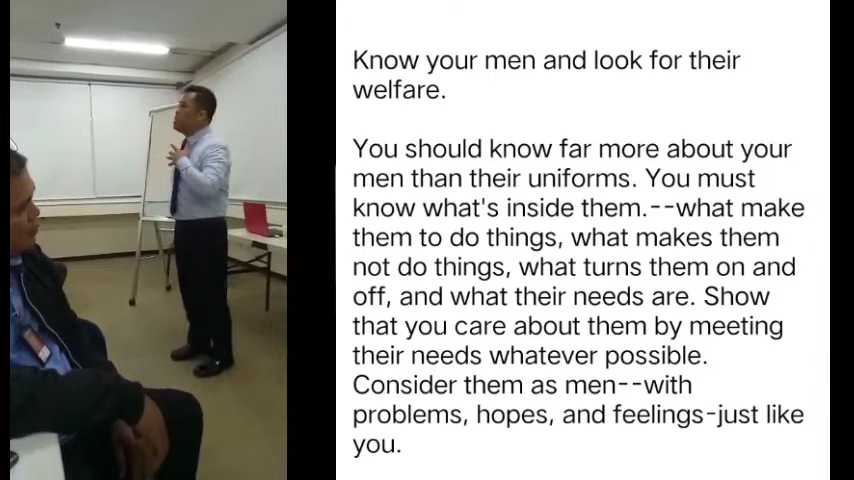 Know your men and look for their
welfare.
You should know far more about your
men than their uniforms. You must
know what's inside them.--what make
them to do things, what makes them
not do things, what turns them on and
off, and what their needs are. Show
that you care about them by meeting
their needs whatever possible.
Consider them as men--with
problems, hopes, and feelings-just like
you.